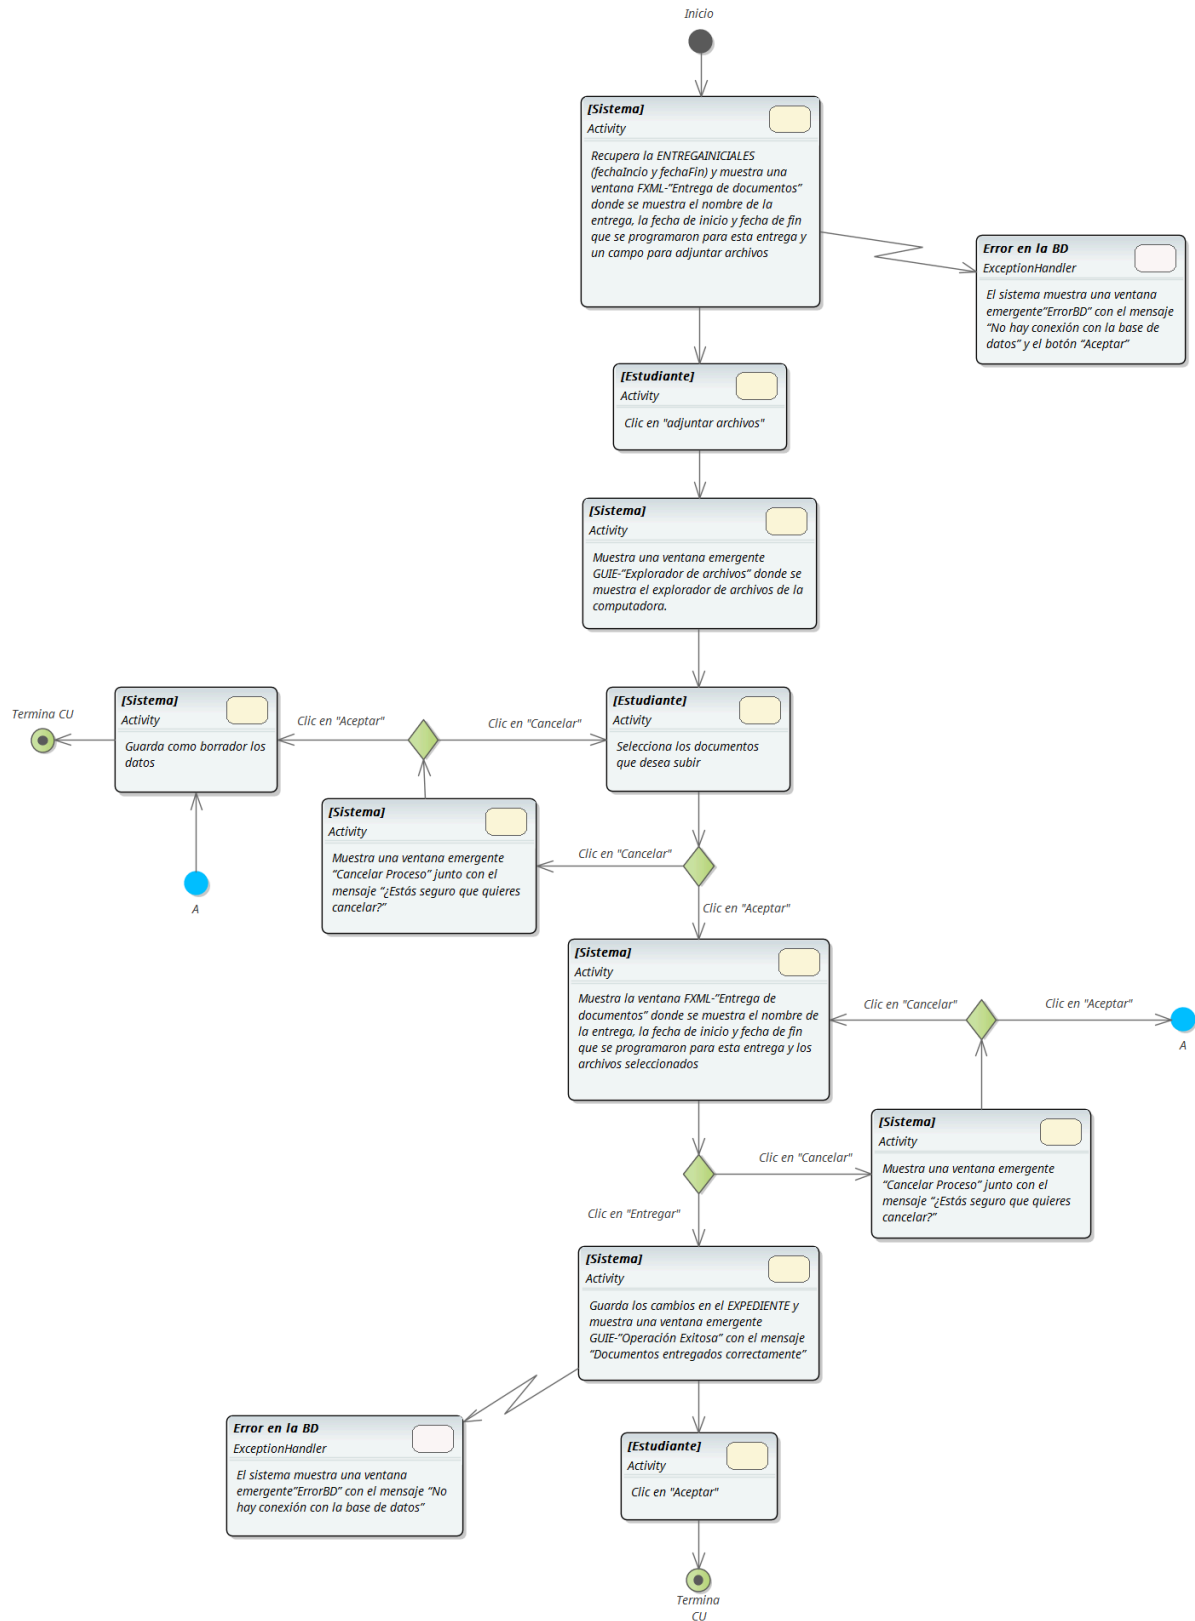 Inicio
[Sistema]
Activity
Recupera la ENTREGAINICIALES
(fechaIncio y fechaFin) y muestra una
ventana FXML-"Entrega de documentos"
donde se muestra el nombre de la
entrega, la fecha de inicio y fecha de fin
que se programaron para esta entrega y
un campo para adjuntar archivos
Error en la BD
ExceptionHandler
El sistema muestra una ventana
emergente"ErrorBD" con el mensaje
"No hay conexión con la base de
datos" y el botón "Aceptar"
[Estudiante]
Activity
Clic en "adjuntar archivos"
[Sistema]
Activity
Muestra una ventana emergente
GUIE-"Explorador de archivos" donde se
muestra el explorador de archivos de la
computadora.
Termina CU
[Sistema]
Activity
Guarda como borrador los
datos
Clic en "Aceptar"
Clic en "Cancelar"
[Estudiante]
Activity
Selecciona los documentos
que desea subir
A
[Sistema]
Activity
Muestra una ventana emergente
"Cancelar Proceso" junto con el
mensaje "¿Estás seguro que quieres
cancelar?"
Clic en "Cancelar"
Clic en "Aceptar"
[Sistema]
Activity
Muestra la ventana FXML-"Entrega de
documentos" donde se muestra el nombre de
la entrega, la fecha de inicio y fecha de fin
que se programaron para esta entrega y los
archivos seleccionados
Clic en "Cancelar"
Clic en "Aceptar"
A
[Sistema]
Activity
Muestra una ventana emergente
"Cancelar Proceso" junto con el
mensaje "¿Estás seguro que quieres
cancelar?"
Clic en "Cancelar"
Clic en "Entregar"
[Sistema]
Activity
Guarda los cambios en el EXPEDIENTE y
muestra una ventana emergente
GUIE-"Operación Exitosa" con el mensaje
"Documentos entregados correctamente"
Error en la BD
ExceptionHandler
El sistema muestra una ventana
emergente"ErrorBD" con el mensaje "No
hay conexión con la base de datos"
[Estudiante]
Activity
Clic en "Aceptar"
Termina
CU